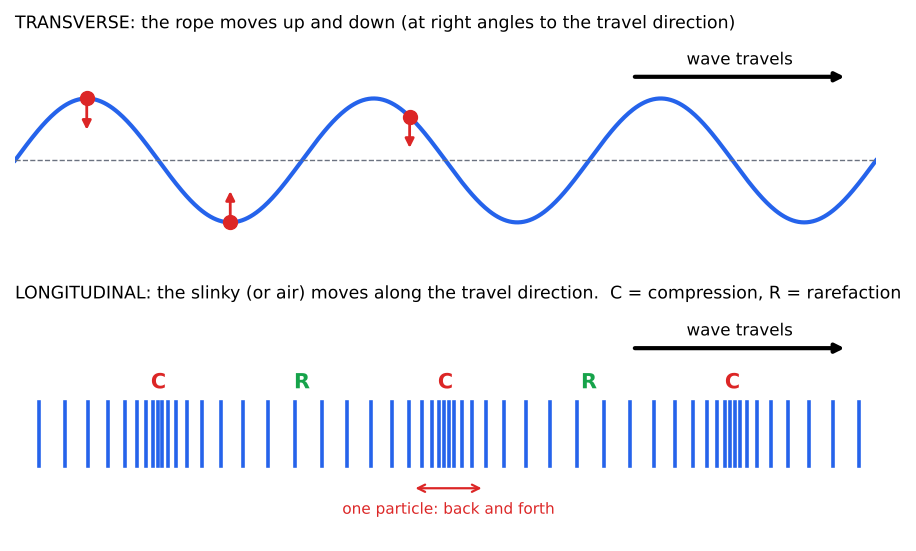 TRANSVERSE: the rope moves up and down (at right angles to the travel direction)
wave travels
LONGITUDINAL: the slinky (or air) moves along the travel direction.  C = compression, R = rarefaction
wave travels
C R C R C
one particle: back and forth